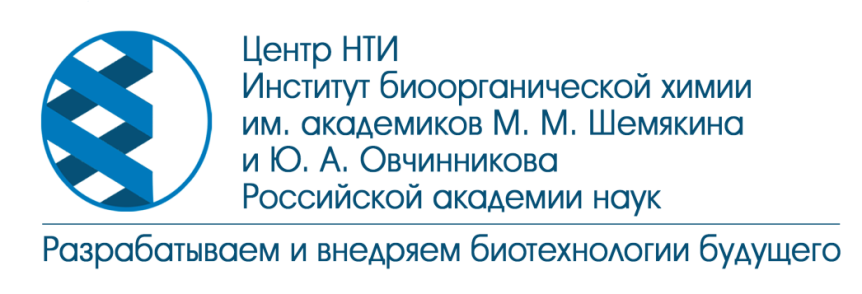 Центр НТИ
Институт биоорганической химии
им. академиков М. М. Шемякина
и Ю. А. Овчинникова
Российской академии наук
Разрабатываем и внедряем биотехнологии будущего